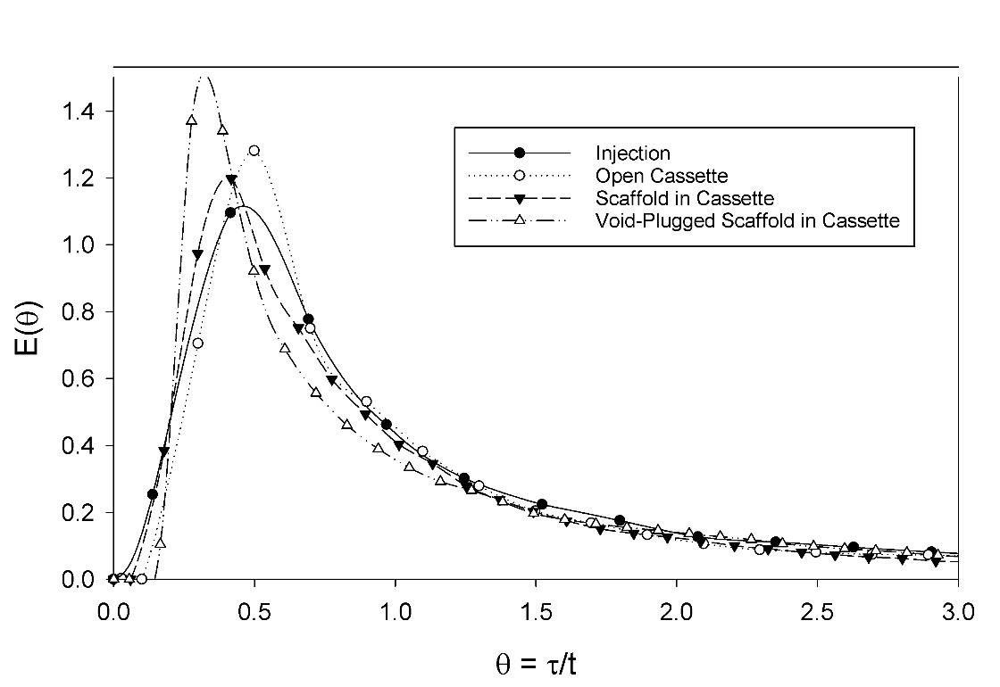 1.4
1.2
1.0
0.8
0.6
0.4
0.2
0.0
E(θ)
Injection
Open Cassette
Scaffold in Cassette
Void-Plugged Scaffold in Cassette
0.0 0.5 1.0 1.5 2.0 2.5 3.0
θ = τ/t